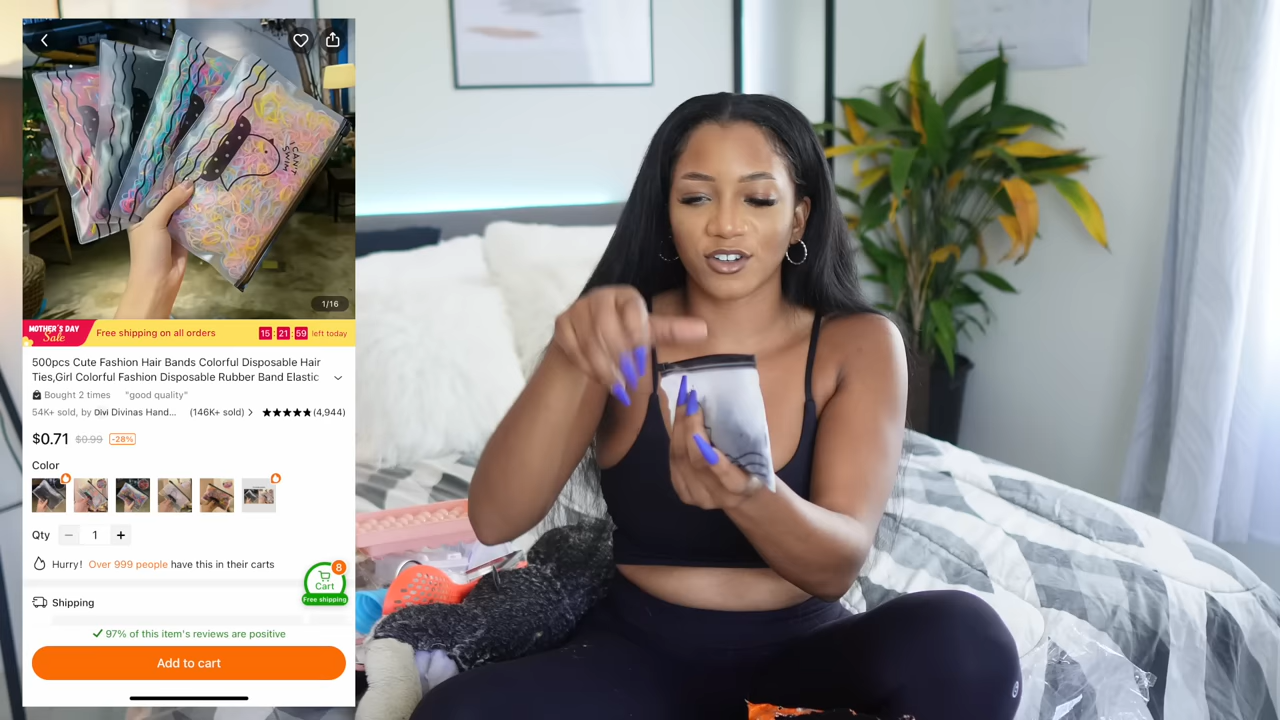 I CAN'T
SWIM
1/16
MOTHER'S DAY
Sale
Free shipping on all orders
15:21:59 left today
500pcs Cute Fashion Hair Bands Colorful Disposable Hair
Ties,Girl Colorful Fashion Disposable Rubber Band Elastic
Bought 2 times "good quality"
54K+ sold, by Divi Divinas Hand... (146K+ sold) (4,944)
$0.71 $0.99 -28%
Color
Qty 1
Hurry! Over 999 people have this in their carts
8
Cart
Free shipping
Shipping
97% of this item's reviews are positive
Add to cart